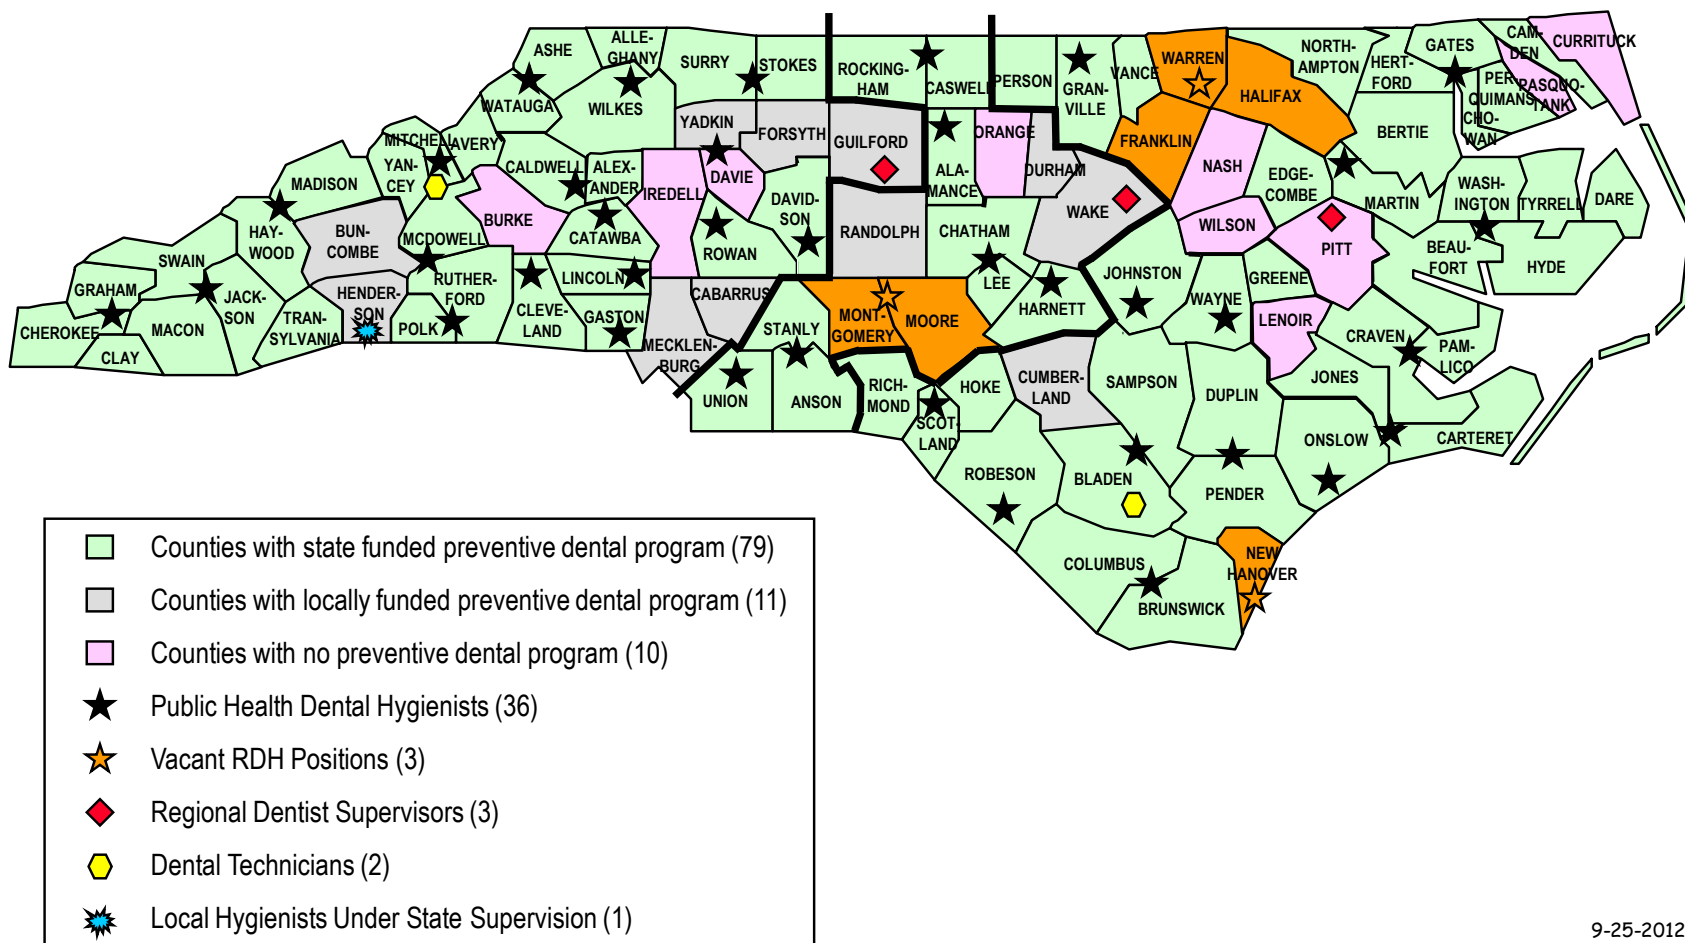 ASHE
ALLE-
GHANY
SURRY
STOKES
ROCKING-
HAM
CASWELL
PERSON
GRAN-
VILLE
VANCE
WARREN
HALIFAX
NORTH-
AMPTON
HERT-
FORD
GATES
CAM-
DEN
CURRITUCK
PASQUO-
TANK
PER-
QUIMANS
CHO-
WAN
WATAUGA
WILKES
YADKIN
FORSYTH
GUILFORD
ALA-
MANCE
ORANGE
DURHAM
FRANKLIN
NASH
EDGE-
COMBE
BERTIE
MITCHELL
AVERY
YAN-
CEY
MADISON
CALDWELL
ALEX-
ANDER
IREDELL
DAVIE
DAVID-
SON
RANDOLPH
CHATHAM
WAKE
WILSON
PITT
MARTIN
WASH-
INGTON
TYRRELL
DARE
HAY-
WOOD
BUN-
COMBE
MCDOWELL
BURKE
CATAWBA
ROWAN
SWAIN
GRAHAM
CHEROKEE
CLAY
MACON
JACK-
SON
TRAN-
SYLVANIA
HENDER-
SON
POLK
RUTHER-
FORD
CLEVE-
LAND
LINCOLN
GASTON
MECKLEN-
BURG
CABARRUS
STANLY
MONT-
GOMERY
MOORE
LEE
HARNETT
JOHNSTON
WAYNE
GREENE
LENOIR
CRAVEN
BEAU-
FORT
HYDE
PAM-
LICO
JONES
CARTERET
ONSLOW
DUPLIN
SAMPSON
CUMBER-
LAND
HOKE
RICH-
MOND
SCOT-
LAND
ANSON
UNION
ROBESON
BLADEN
PENDER
NEW
HANOVER
COLUMBUS
BRUNSWICK
Counties with state funded preventive dental program (79)
Counties with locally funded preventive dental program (11)
Counties with no preventive dental program (10)
Public Health Dental Hygienists (36)
Vacant RDH Positions (3)
Regional Dentist Supervisors (3)
Dental Technicians (2)
Local Hygienists Under State Supervision (1)
9-25-2012